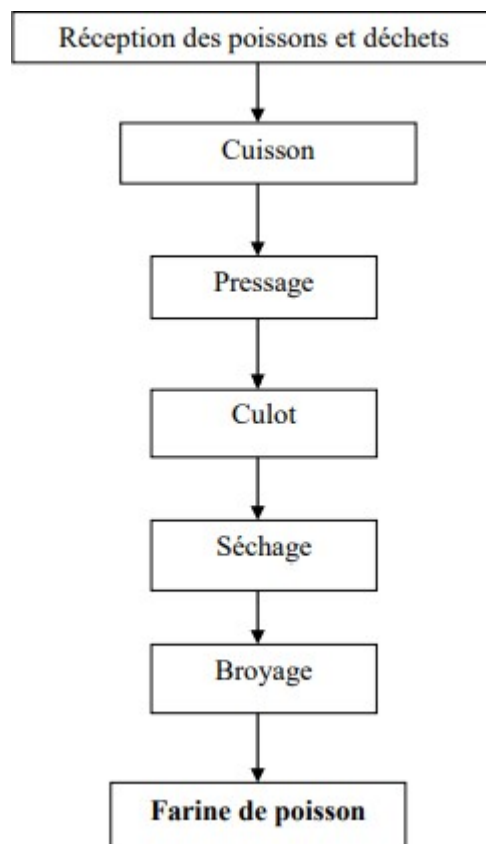 Réception des poissons et déchets
Cuisson
Pressage
Culot
Séchage
Broyage
Farine de poisson